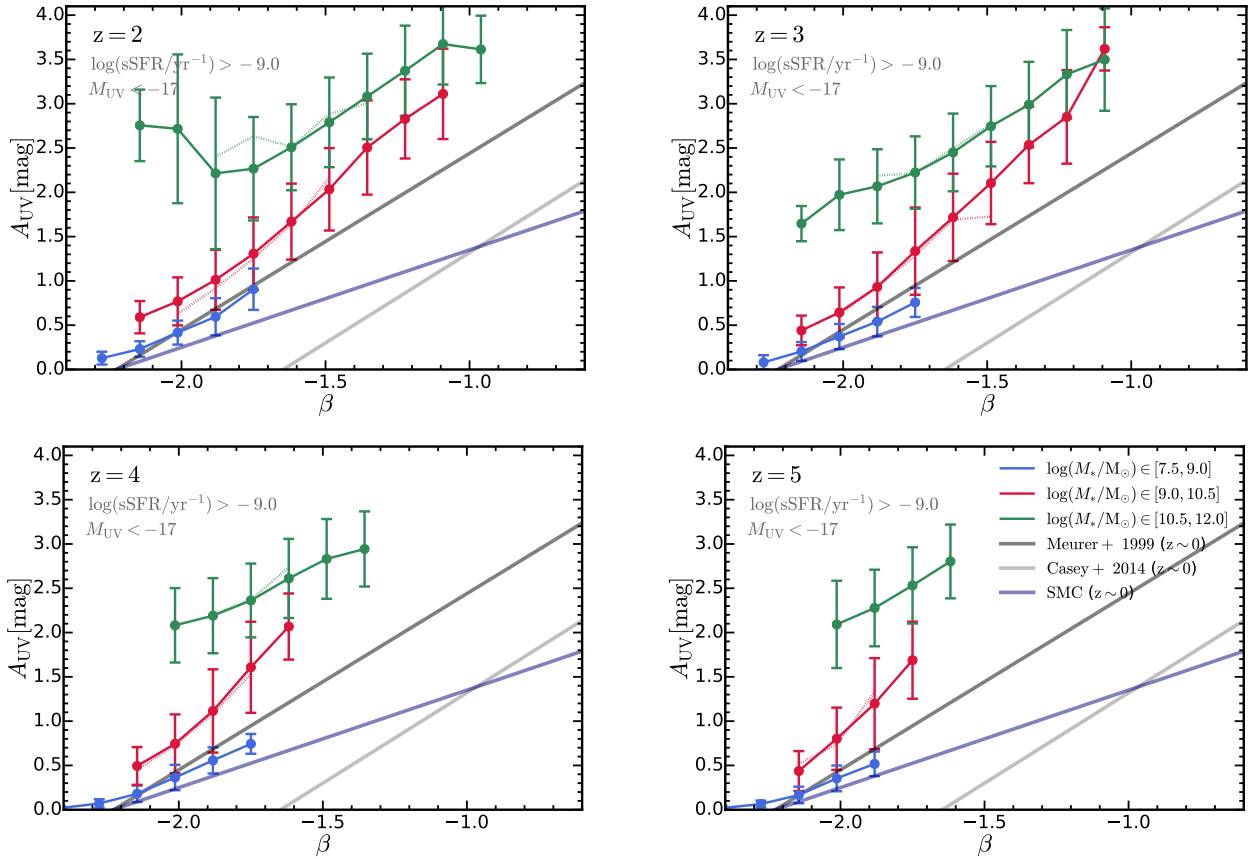 z = 2
log(sSFR/yr⁻¹) > −9.0
M_UV < −17
A_UV [mag]
4.0
3.5
3.0
2.5
2.0
1.5
1.0
0.5
0.0
−2.0 −1.5 −1.0
β
z = 3
log(sSFR/yr⁻¹) > −9.0
M_UV < −17
A_UV [mag]
4.0
3.5
3.0
2.5
2.0
1.5
1.0
0.5
0.0
−2.0 −1.5 −1.0
β
z = 4
log(sSFR/yr⁻¹) > −9.0
M_UV < −17
A_UV [mag]
4.0
3.5
3.0
2.5
2.0
1.5
1.0
0.5
0.0
−2.0 −1.5 −1.0
β
z = 5
log(sSFR/yr⁻¹) > −9.0
M_UV < −17
log(M_*/M_⊙) ∈ [7.5, 9.0]
log(M_*/M_⊙) ∈ [9.0, 10.5]
log(M_*/M_⊙) ∈ [10.5, 12.0]
Meurer+ 1999 (z∼0)
Casey+ 2014 (z∼0)
SMC (z∼0)
A_UV [mag]
4.0
3.5
3.0
2.5
2.0
1.5
1.0
0.5
0.0
−2.0 −1.5 −1.0
β